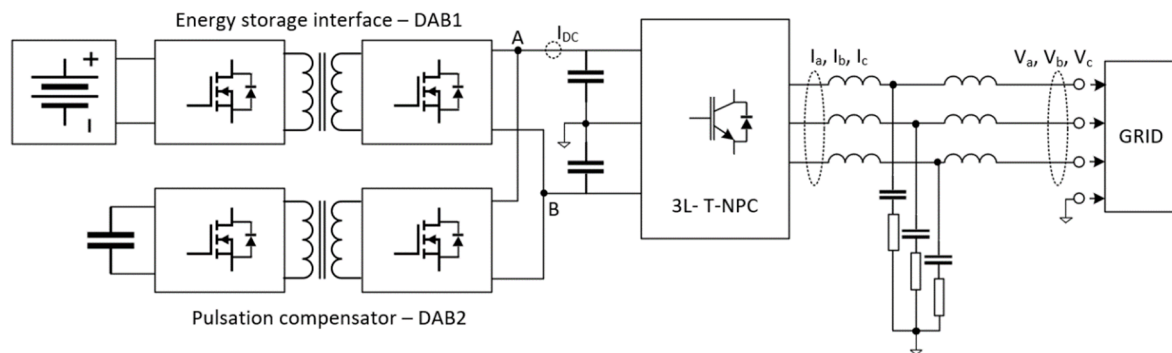 Energy storage interface – DAB1
A
I_DC
I_a, I_b, I_c
V_a, V_b, V_c
+
GRID
B
3L- T-NPC
Pulsation compensator – DAB2